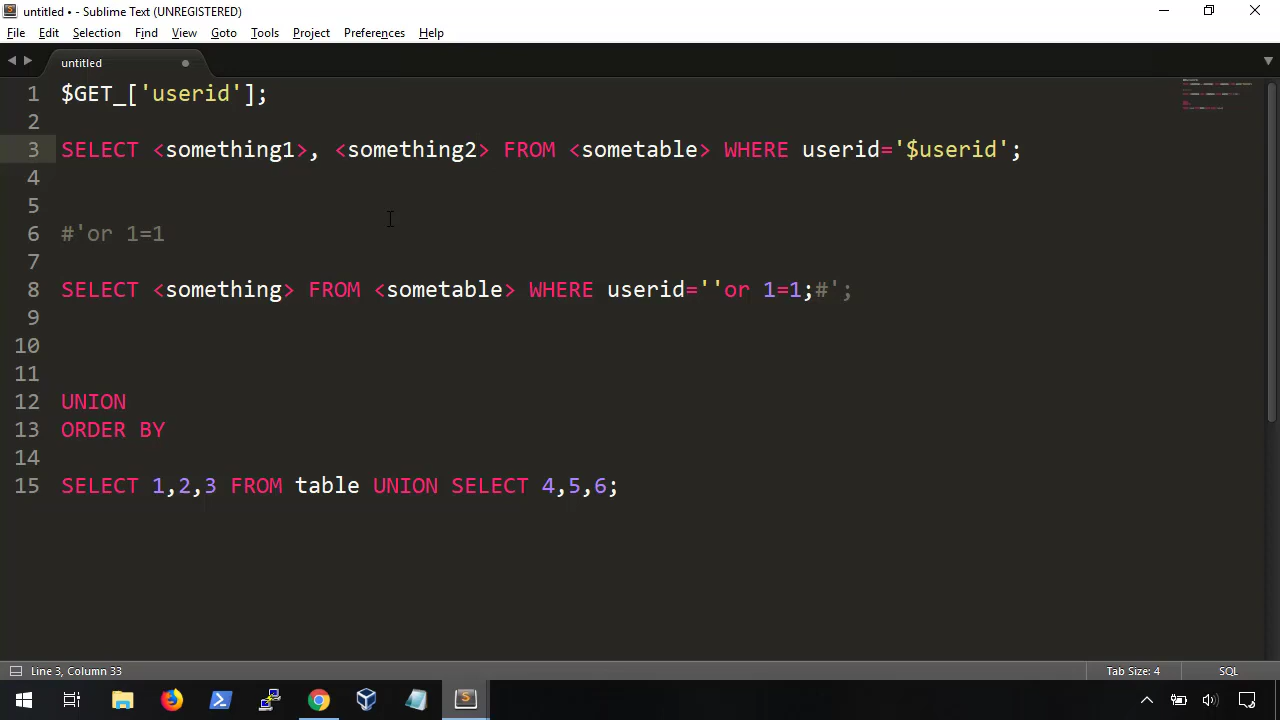 untitled • - Sublime Text (UNREGISTERED)
File Edit Selection Find View Goto Tools Project Preferences Help
untitled
1 $GET_['userid'];
2
3 SELECT <something1>, <something2> FROM <sometable> WHERE userid='$userid';
4
5
6 #'or 1=1
7
8 SELECT <something> FROM <sometable> WHERE userid=''or 1=1;#';
9
10
11
12 UNION
13 ORDER BY
14
15 SELECT 1,2,3 FROM table UNION SELECT 4,5,6;
Line 3, Column 33 Tab Size: 4 SQL